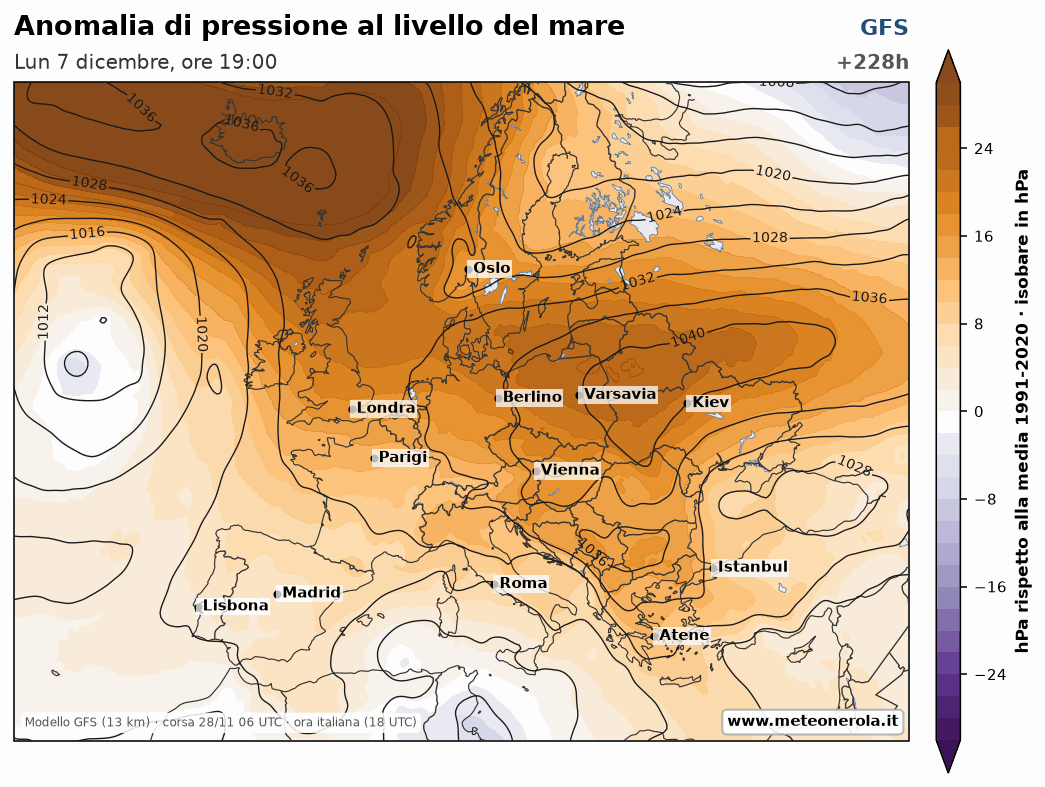 Anomalia di pressione al livello del mare
GFS
Lun 7 dicembre, ore 19:00
+228h
1032
1036
1036
1036
1028
1024
1016
1012
1020
1020
1024
1028
1032
1036
1040
1028
1036
Oslo
Londra
Berlino
Varsavia
Kiev
Parigi
Vienna
Istanbul
Roma
Madrid
Lisbona
Atene
Modello GFS (13 km) · corsa 28/11 06 UTC · ora italiana (18 UTC)
www.meteonerola.it
24
16
8
0
−8
−16
−24
hPa rispetto alla media 1991-2020 · isobare in hPa